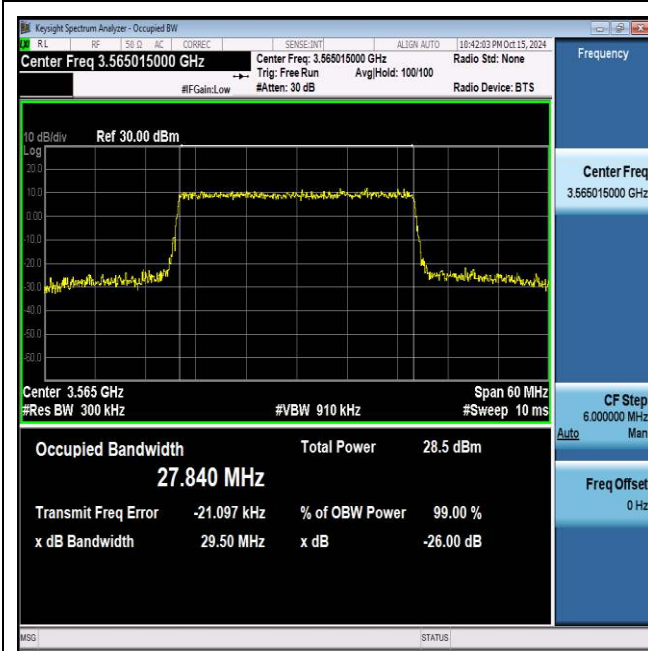 Keysight Spectrum Analyzer - Occupied BW
RL RF 50 Ω AC CORREC SENSE:INT ALIGN AUTO 10:42:03 PM Oct 15, 2024
Center Freq 3.565015000 GHz Center Freq: 3.565015000 GHz Radio Std: None
Trig: Free Run Avg|Hold: 100/100
#IFGain:Low #Atten: 30 dB Radio Device: BTS
10 dB/div Ref 30.00 dBm
Log
20.0
10.0
0.00
-10.0
-20.0
-30.0
-40.0
-50.0
-60.0
Center 3.565 GHz Span 60 MHz
#Res BW 300 kHz #VBW 910 kHz #Sweep 10 ms
Occupied Bandwidth Total Power 28.5 dBm
27.840 MHz
Transmit Freq Error -21.097 kHz % of OBW Power 99.00 %
x dB Bandwidth 29.50 MHz x dB -26.00 dB
MSG STATUS
Frequency
Center Freq
3.565015000 GHz
CF Step
6.000000 MHz
Auto Man
Freq Offset
0 Hz